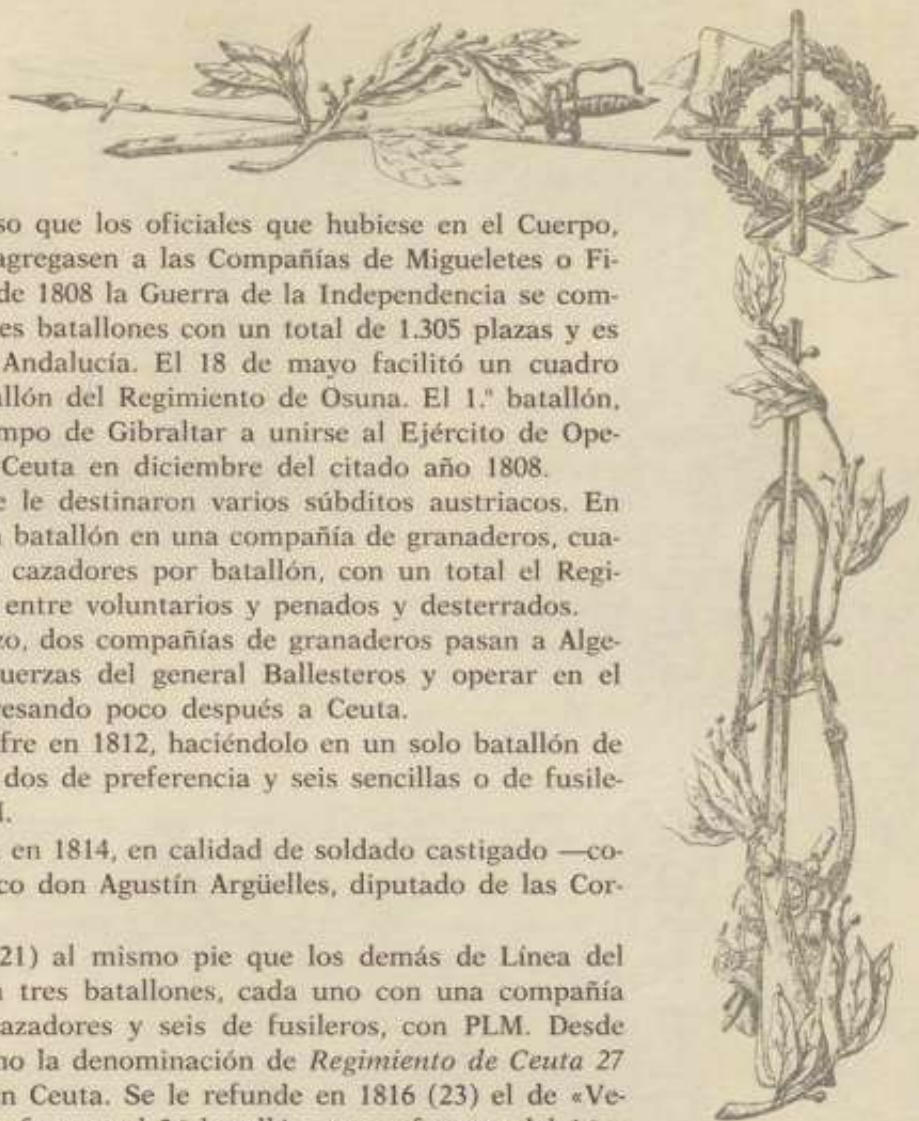 so que los oficiales que hubiese en el Cuerpo,
agregasen a las Compañías de Migueletes o Fi-
de 1808 la Guerra de la Independencia se com-
es batallones con un total de 1.305 plazas y es
Andalucía. El 18 de mayo facilitó un cuadro
allón del Regimiento de Osuna. El 1.º batallón,
mpo de Gibraltar a unirse al Ejército de Ope-
Ceuta en diciembre del citado año 1808.
e le destinaron varios súbditos austriacos. En
batallón en una compañía de granaderos, cua-
cazadores por batallón, con un total el Regi-
entre voluntarios y penados y desterrados.
zo, dos compañías de granaderos pasan a Alge-
uerzas del general Ballesteros y operar en el
resando poco después a Ceuta.
fre en 1812, haciéndolo en un solo batallón de
dos de preferencia y seis sencillas o de fusile-
en 1814, en calidad de soldado castigado —co-
co don Agustín Argüelles, diputado de las Cor-
21) al mismo pie que los demás de Línea del
n tres batallones, cada uno con una compañía
azadores y seis de fusileros, con PLM. Desde
no la denominación de Regimiento de Ceuta 27
n Ceuta. Se le refunde en 1816 (23) el de «Ve-